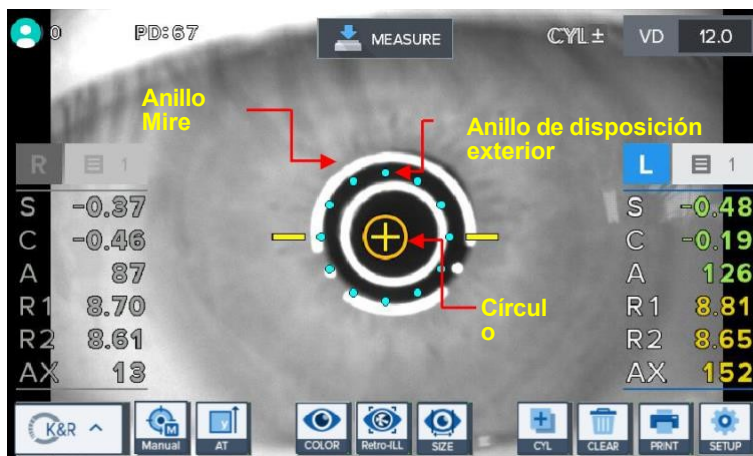 0 PD:67 MEASURE CYL± VD 12.0
Anillo
Mire
Anillo de disposición
exterior
R 1
L 1
S -0.37
S -0.48
C -0.46
C -0.19
A 87
A 126
R1 8.70
R1 8.81
R2 8.61
R2 8.65
AX 13
AX 152
Círcul
o
K&R Manual AT COLOR Retro-ILL SIZE CYL CLEAR PRINT SETUP